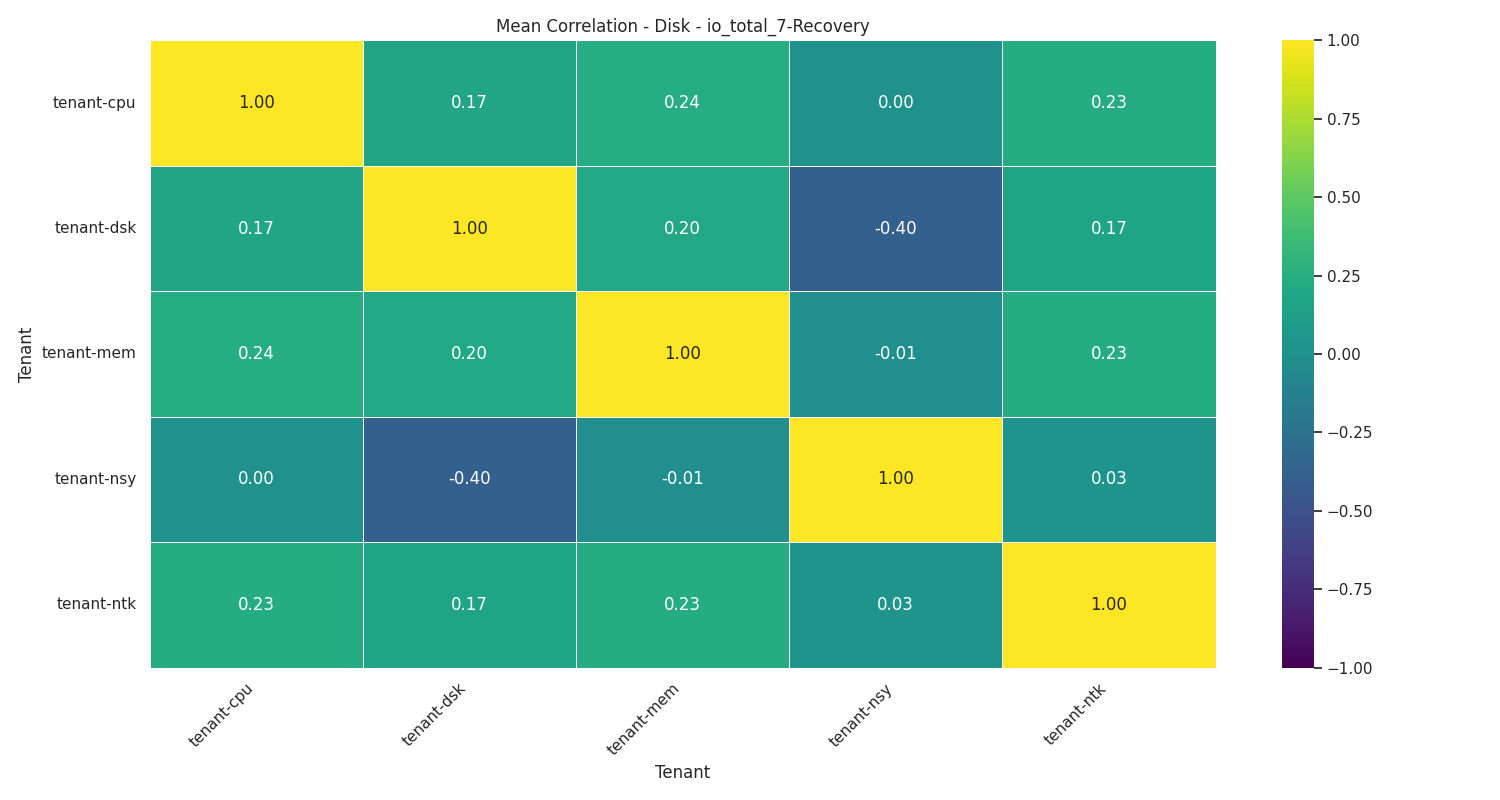 Mean Correlation - Disk - io_total_7-Recovery
tenant-cpu 1.00 0.17 0.24 0.00 0.23
tenant-dsk 0.17 1.00 0.20 -0.40 0.17
tenant-mem 0.24 0.20 1.00 -0.01 0.23
tenant-nsy 0.00 -0.40 -0.01 1.00 0.03
tenant-ntk 0.23 0.17 0.23 0.03 1.00
Tenant
tenant-cpu tenant-dsk tenant-mem tenant-nsy tenant-ntk
Tenant
1.00
0.75
0.50
0.25
0.00
−0.25
−0.50
−0.75
−1.00